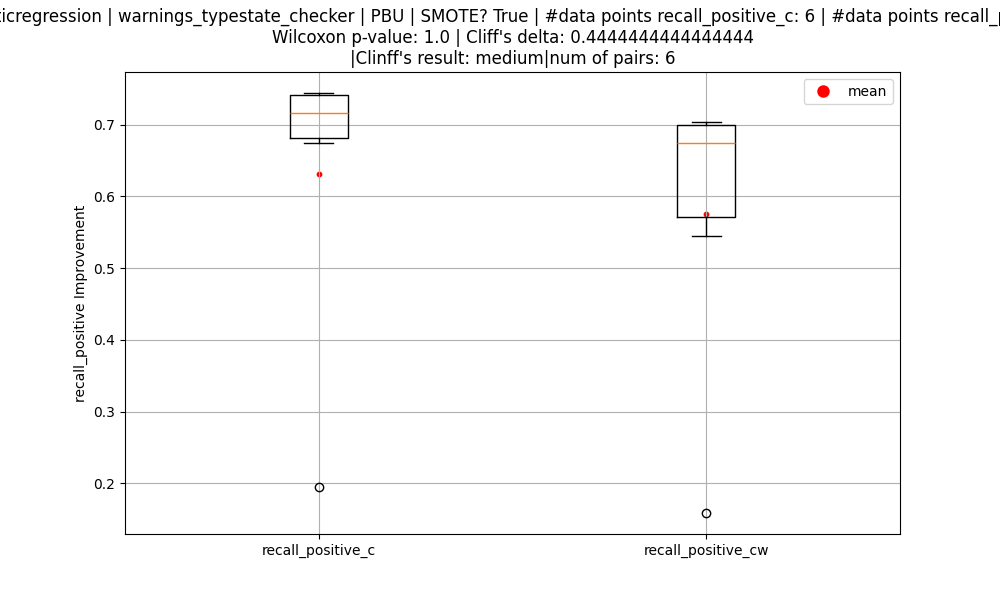 | warnings_typestate_checker | PBU | SMOTE? True | #data points recall_positive_c: 6 | #data points
Wilcoxon p-value: 1.0 | Cliff's delta: 0.4444444444444444
|Clinff's result: medium|num of pairs: 6
mean
0.7
0.6
0.5
0.4
0.3
0.2
recall_positive Improvement
recall_positive_c
recall_positive_cw